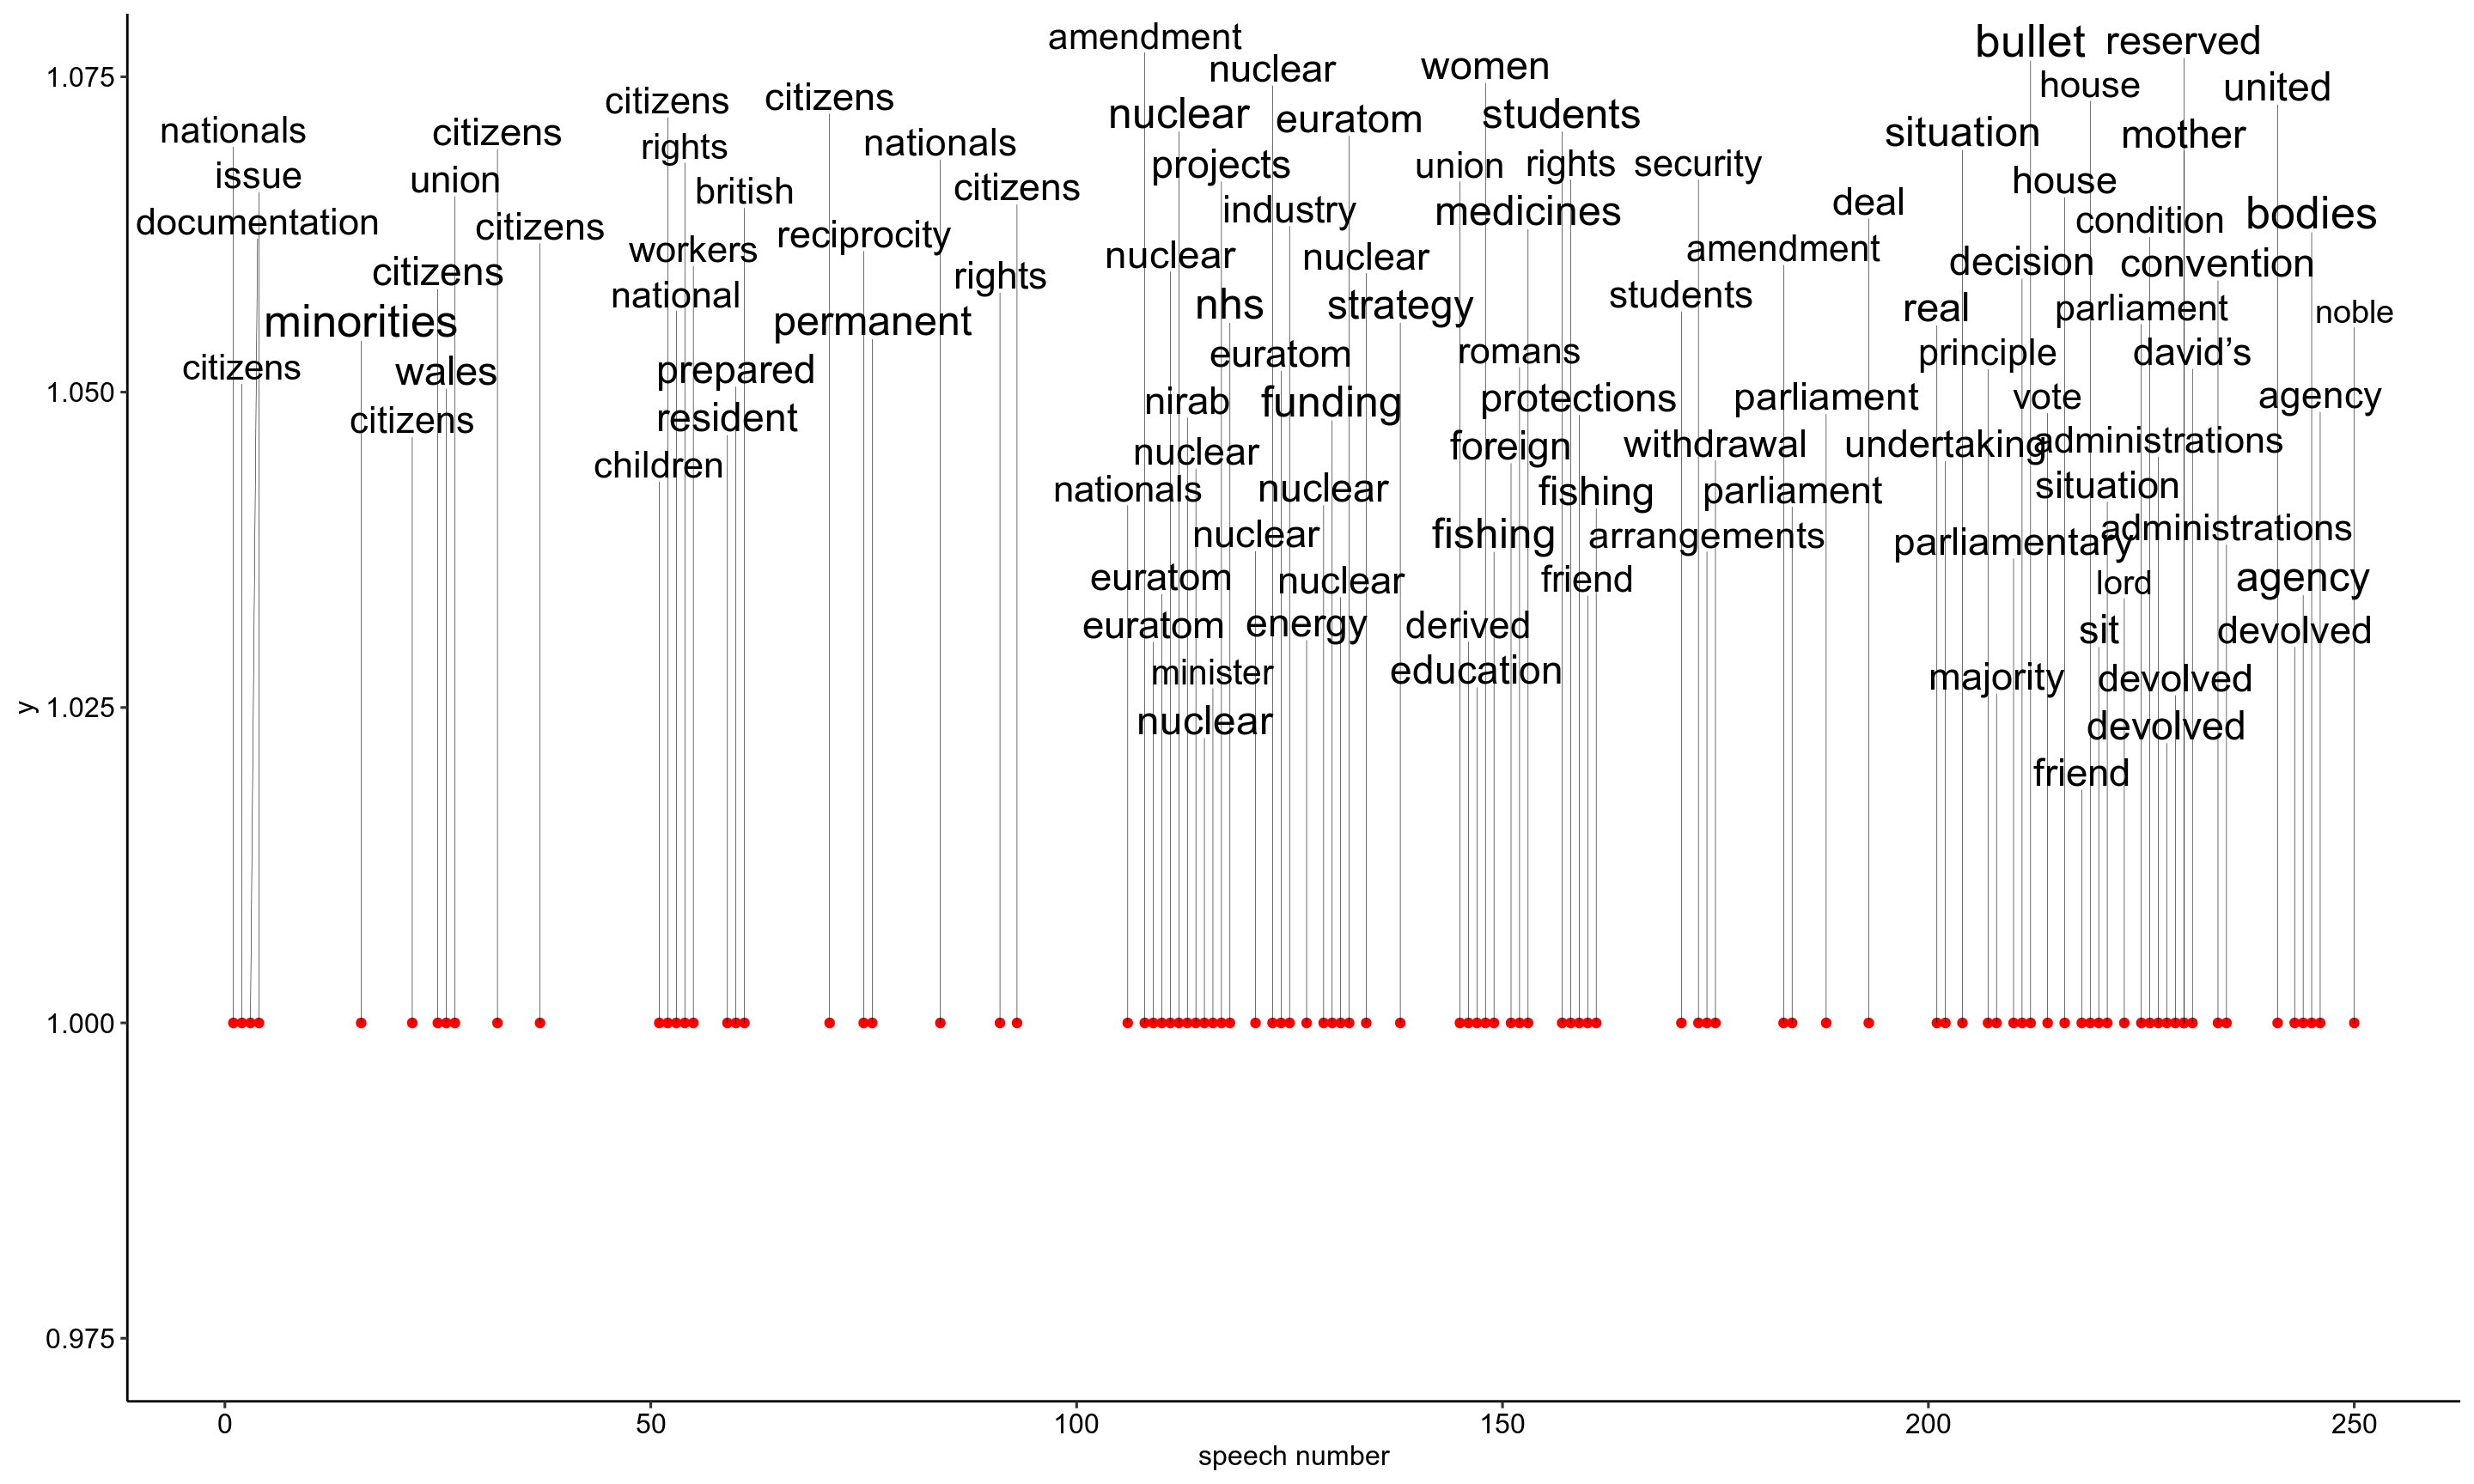 amendment
bullet
reserved
nuclear
women
1.075
house
united
citizens
citizens
nuclear
students
euratom
nationals
citizens
situation
mother
rights
nationals
projects
union
rights
security
issue
union
british
citizens
house
deal
documentation
citizens
industry
medicines
condition
bodies
reciprocity
workers
nuclear
nuclear
amendment
decision
convention
citizens
rights
national
students
minorities
permanent
nhs
strategy
real
parliament
noble
euratom
romans
principle
david’s
citizens
wales
prepared
1.050
nirab
funding
protections
parliament
vote
agency
citizens
resident
nuclear
foreign
withdrawal
undertaking
administrations
children
nationals
nuclear
fishing
parliament
situation
nuclear
fishing
arrangements
parliamentary
administrations
euratom
nuclear
friend
lord
agency
euratom
energy
derived
sit
devolved
minister
education
majority
devolved
y
1.025
nuclear
devolved
friend
1.000
0.975
0
50
100
150
200
250
speech number